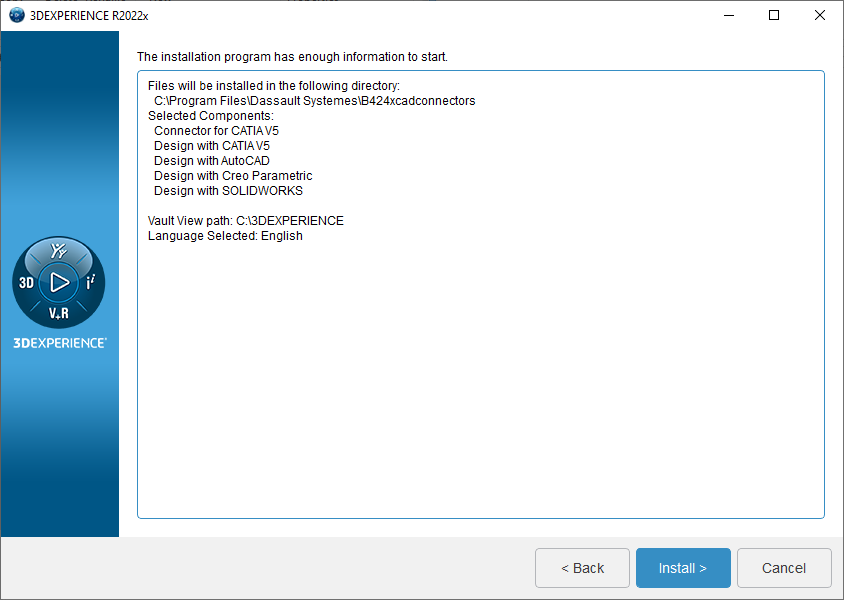 3DEXPERIENCE R2022x
The installation program has enough information to start.
Files will be installed in the following directory:
C:\Program Files\Dassault Systemes\B424xcadconnectors
Selected Components:
Connector for CATIA V5
Design with CATIA V5
Design with AutoCAD
Design with Creo Parametric
Design with SOLIDWORKS
Vault View path: C:\3DEXPERIENCE
Language Selected: English
3D
i²
V+R
3DEXPERIENCE
< Back
Install >
Cancel